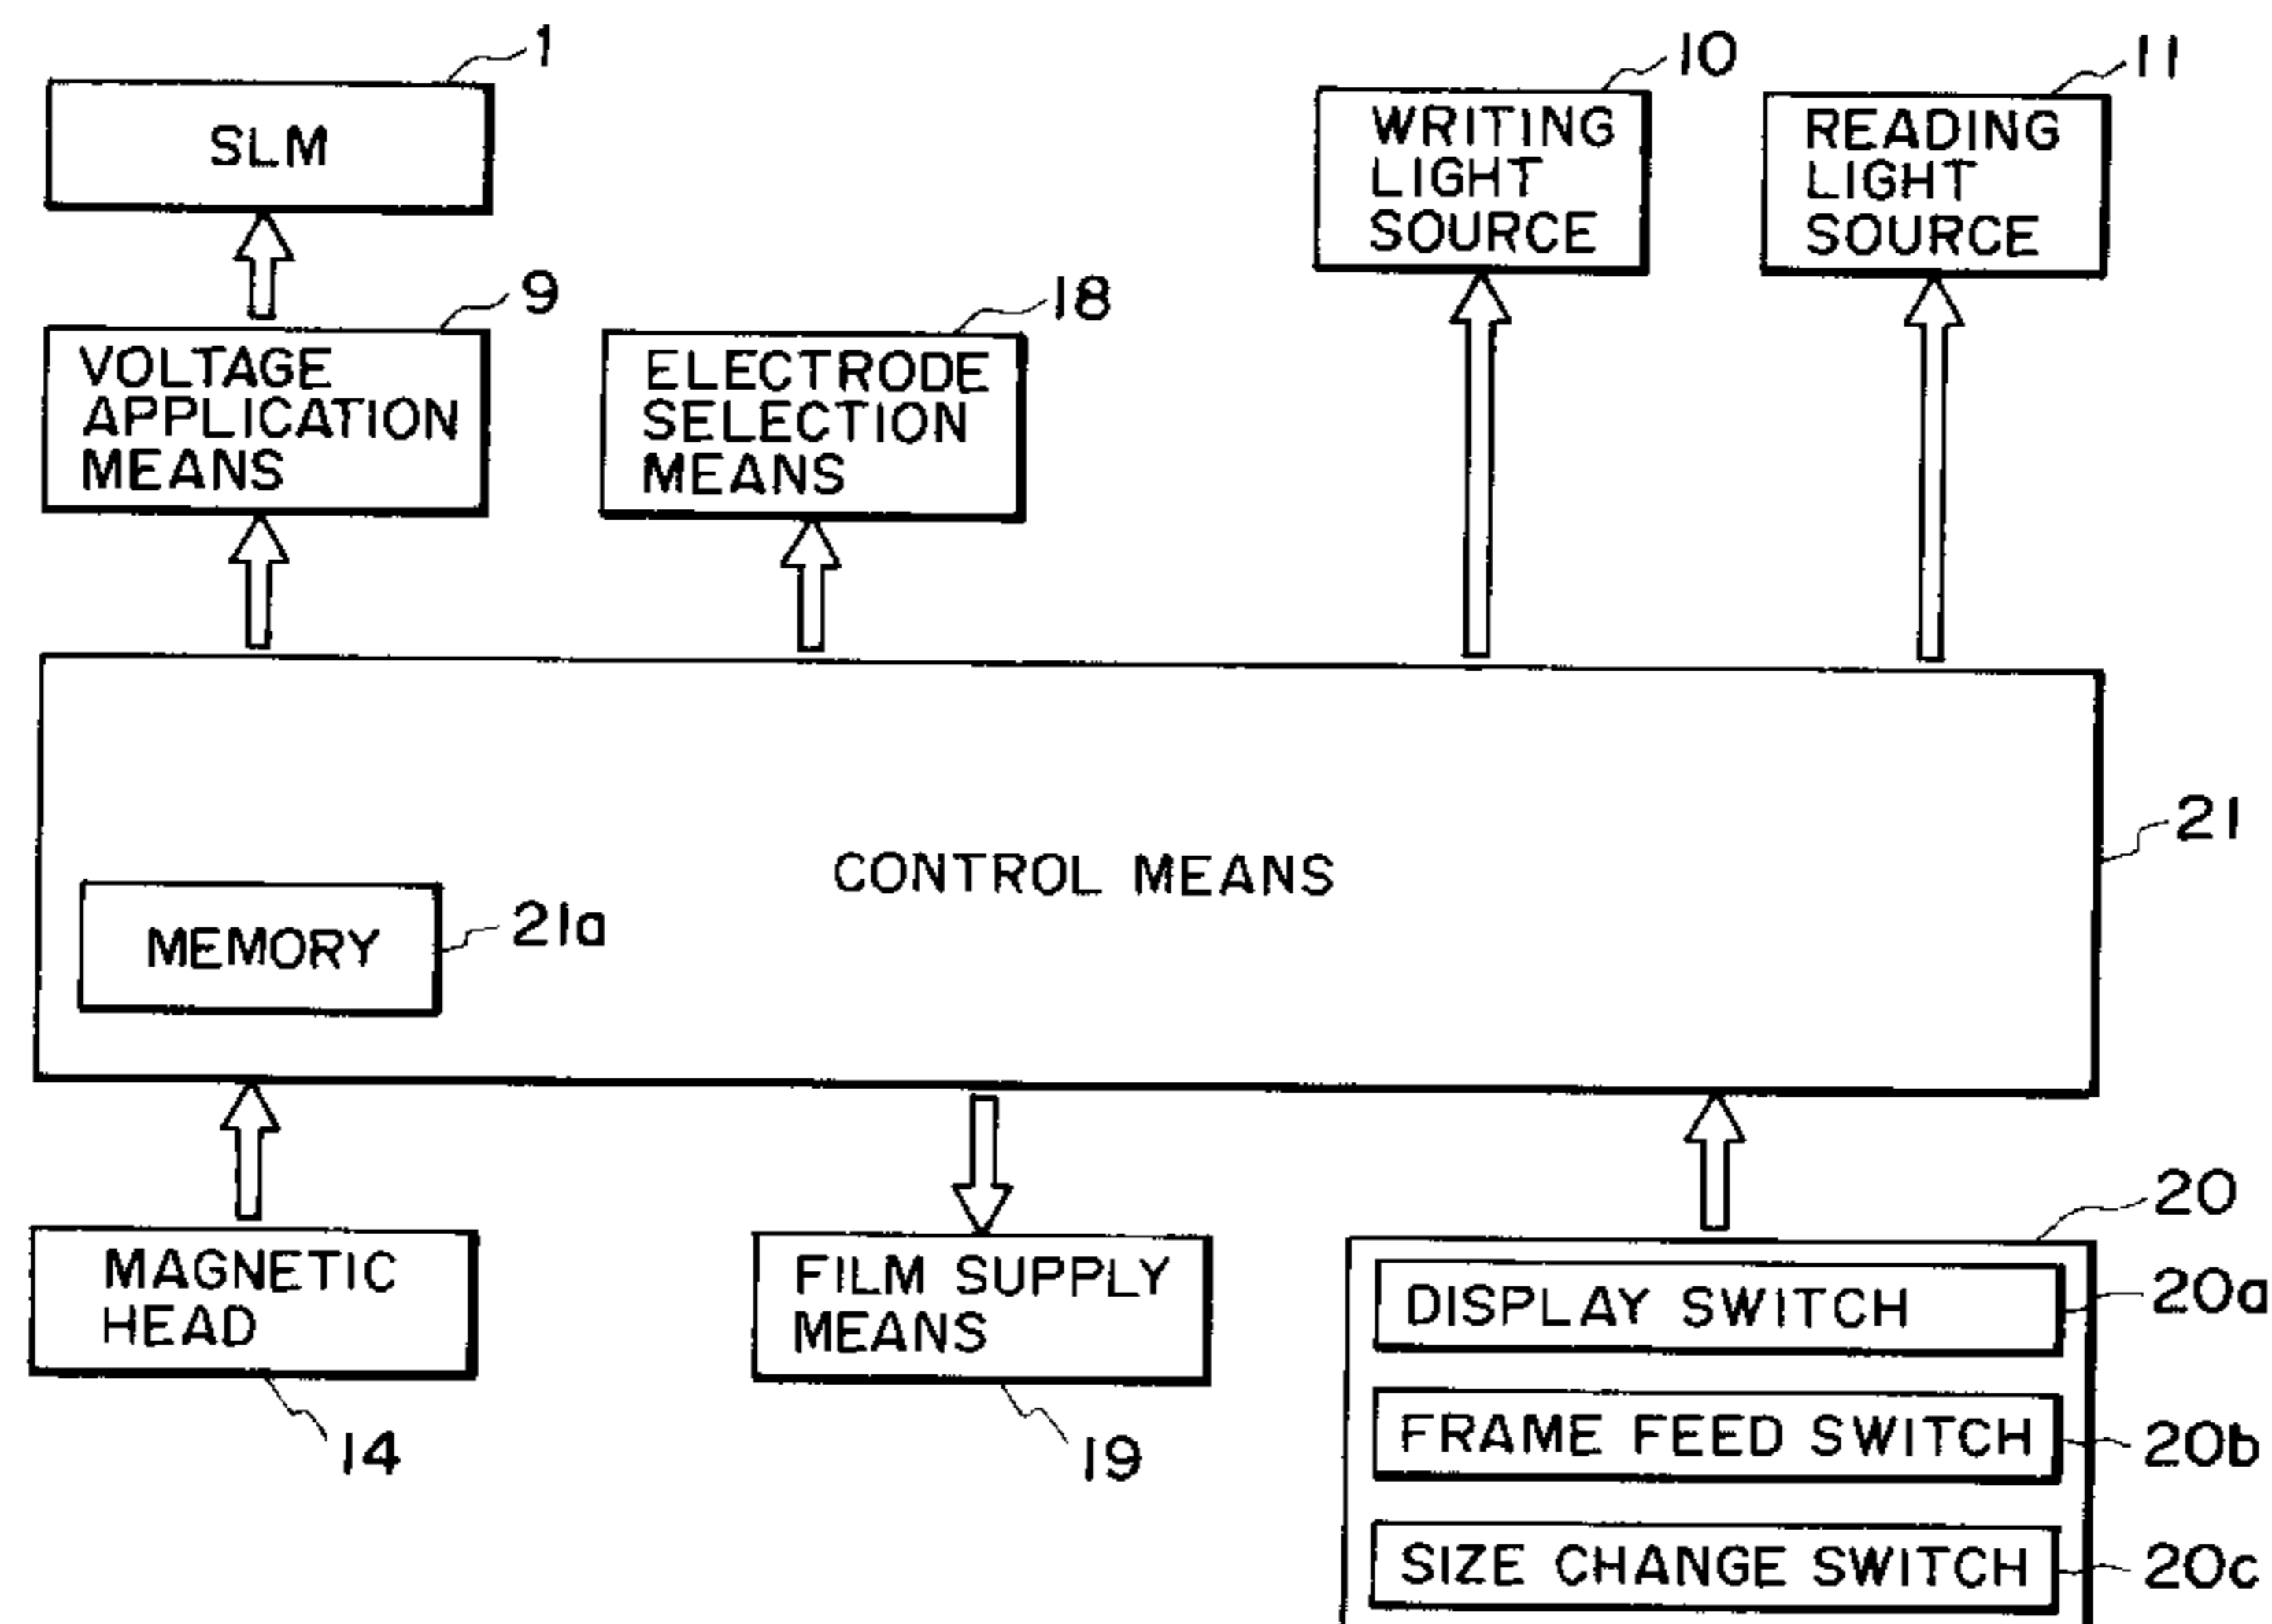 1
10
11
SLM
WRITING
LIGHT
SOURCE
READING
LIGHT
SOURCE
9
18
VOLTAGE
APPLICATION
MEANS
ELECTRODE
SELECTION
MEANS
21
CONTROL MEANS
MEMORY
21a
20
MAGNETIC
HEAD
FILM SUPPLY
MEANS
DISPLAY SWITCH
20a
FRAME FEED SWITCH
20b
14
19
SIZE CHANGE SWITCH
20c